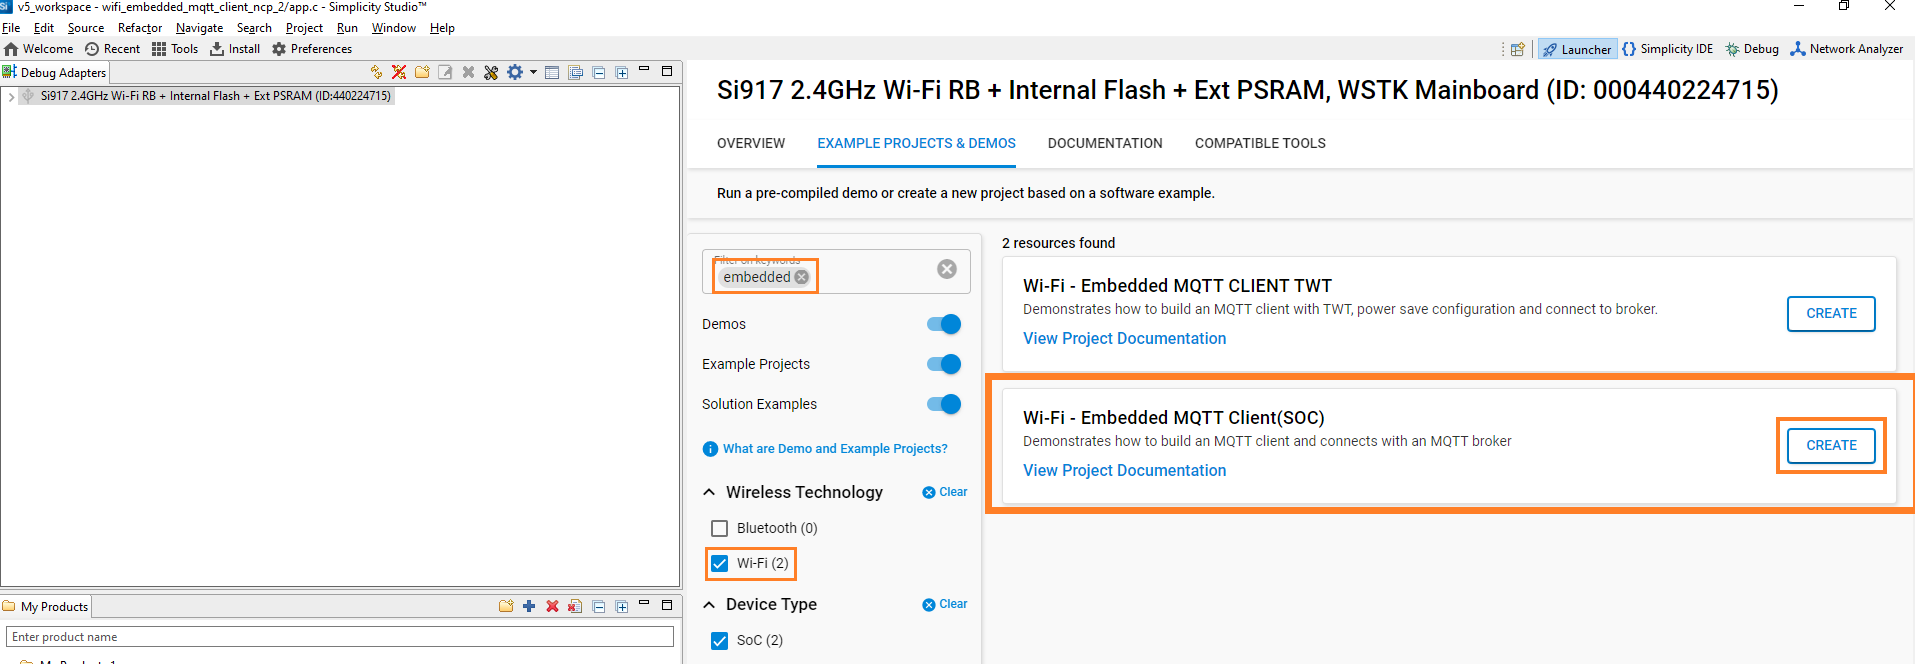 v5_workspace - wifi_embedded_mqtt_client_ncp_2/app.c - Simplicity Studio™
File Edit Source Refactor Navigate Search Project Run Window Help
Welcome Recent Tools Install Preferences
Launcher Simplicity IDE Debug Network Analyzer
Debug Adapters
Si917 2.4GHz Wi-Fi RB + Internal Flash + Ext PSRAM (ID:440224715)
My Products
Enter product name
Si917 2.4GHz Wi-Fi RB + Internal Flash + Ext PSRAM, WSTK Mainboard (ID: 000440224715)
OVERVIEW EXAMPLE PROJECTS & DEMOS DOCUMENTATION COMPATIBLE TOOLS
Run a pre-compiled demo or create a new project based on a software example.
Filter on keywords
embedded
Demos
Example Projects
Solution Examples
What are Demo and Example Projects?
Wireless Technology Clear
Bluetooth (0)
Wi-Fi (2)
Device Type Clear
SoC (2)
2 resources found
Wi-Fi - Embedded MQTT CLIENT TWT
Demonstrates how to build an MQTT client with TWT, power save configuration and connect to broker.
View Project Documentation
CREATE
Wi-Fi - Embedded MQTT Client(SOC)
Demonstrates how to build an MQTT client and connects with an MQTT broker
View Project Documentation
CREATE